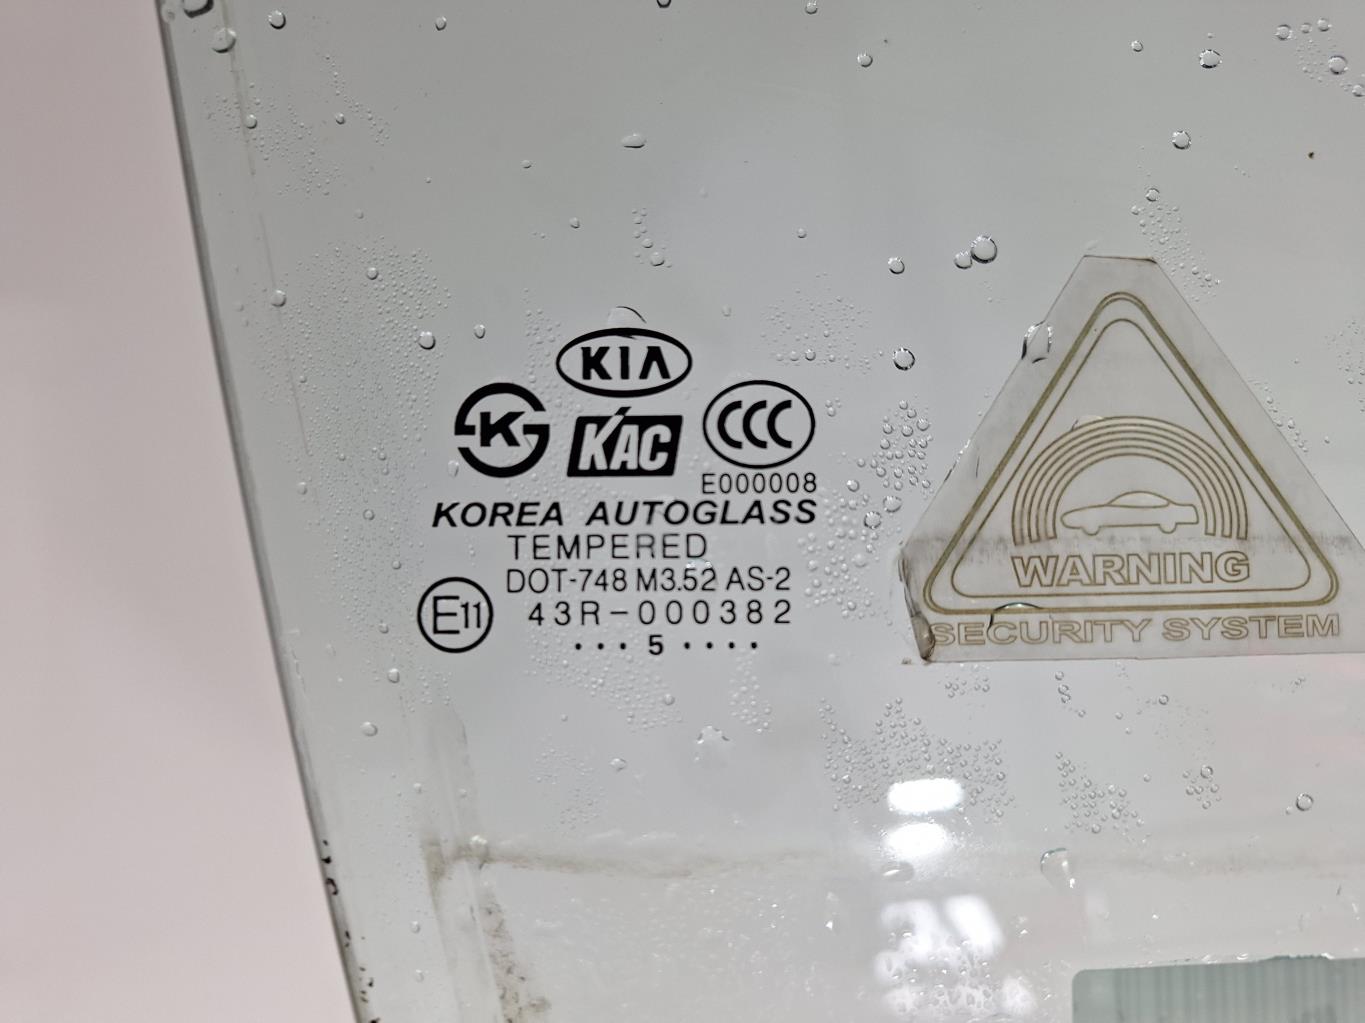 KIA
K
KAC
CCC
E000008
KOREA AUTOGLASS
TEMPERED
DOT-748 M3.52 AS-2
E11
43R-000382
•••5••••
WARNING
SECURITY SYSTEM